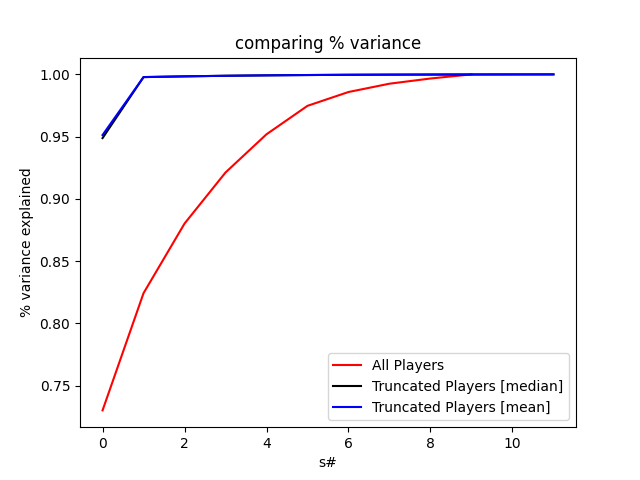 comparing % variance
% variance explained
1.00
0.95
0.90
0.85
0.80
0.75
0 2 4 6 8 10
s#
All Players
Truncated Players [median]
Truncated Players [mean]